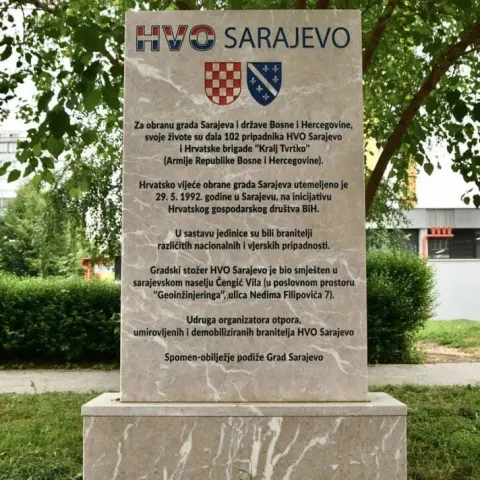 HVO SARAJEVO
Za obranu grada Sarajeva i države Bosne i Hercegovine,
svoje živote su dala 102 pripadnika HVO Sarajevo
i Hrvatske brigade "Kralj Tvrtko"
(Armije Republike Bosne i Hercegovine).
Hrvatsko vijeće obrane grada Sarajeva utemeljeno je
29. 5. 1992. godine u Sarajevu, na inicijativu
Hrvatskog gospodarskog društva BiH.
U sastavu jedinice su bili branitelji
različitih nacionalnih i vjerskih pripadnosti.
Gradski stožer HVO Sarajevo je bio smješten u
sarajevskom naselju Čengić Vila (u poslovnom prostoru
"Geoinžinjeringa", ulica Nedima Filipovića 7).
Udruga organizatora otpora,
umirovljenih i demobiliziranih branitelja HVO Sarajevo
Spomen-obilježje podiže Grad Sarajevo